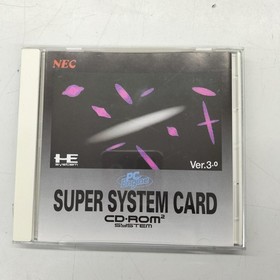 NEC
HE
SYSTEM
Ver.3.0
PC
Engine
SUPER SYSTEM CARD
CD-ROM²
SYSTEM